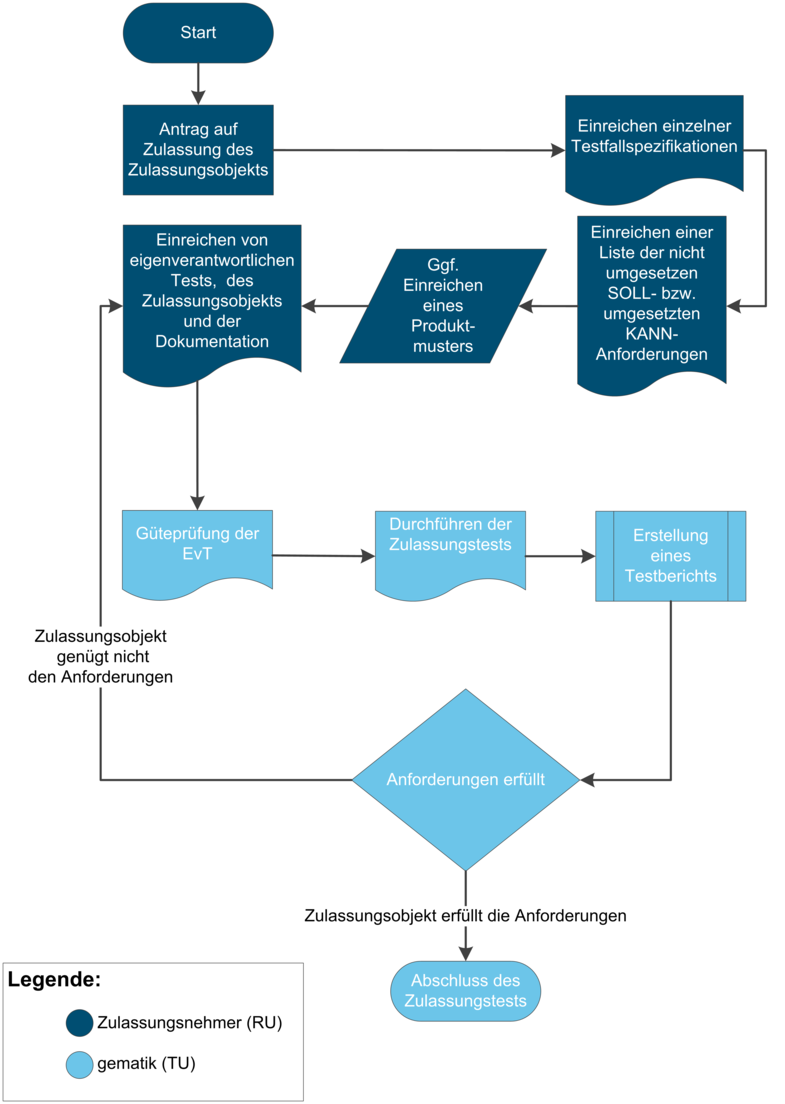 Start
Antrag auf
Zulassung des
Zulassungsobjekts
Einreichen einzelner
Testfallspezifikationen
Einreichen einer
Liste der nicht
umgesetzen
SOLL- bzw.
umgesetzten
KANN-
Anforderungen
Ggf.
Einreichen
eines
Produkt-
musters
Einreichen von
eigenverantwortlichen
Tests, des
Zulassungsobjekts
und der
Dokumentation
Güteprüfung der
EvT
Durchführen der
Zulassungstests
Erstellung
eines
Testberichts
Zulassungsobjekt
genügt nicht
den Anforderungen
Anforderungen erfüllt
Zulassungsobjekt erfüllt die Anforderungen
Abschluss des
Zulassungstests
Legende:
Zulassungsnehmer (RU)
gematik (TU)